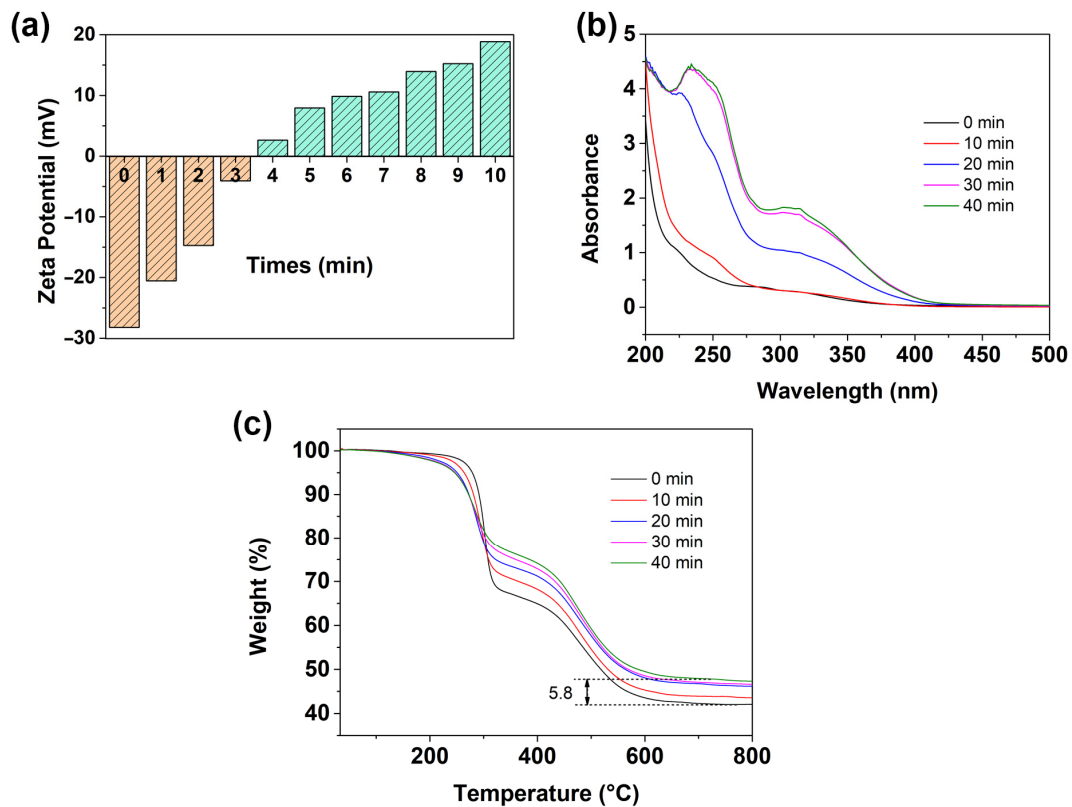 (a)
20
10
0
−10
−20
−30
Zeta Potential (mV)
0 1 2 3 4 5 6 7 8 9 10
Times (min)
(b)
5
4
3
2
1
0
Absorbance
0 min
10 min
20 min
30 min
40 min
200 250 300 350 400 450 500
Wavelength (nm)
(c)
100
90
80
70
60
50
40
Weight (%)
0 min
10 min
20 min
30 min
40 min
5.8
200 400 600 800
Temperature (°C)